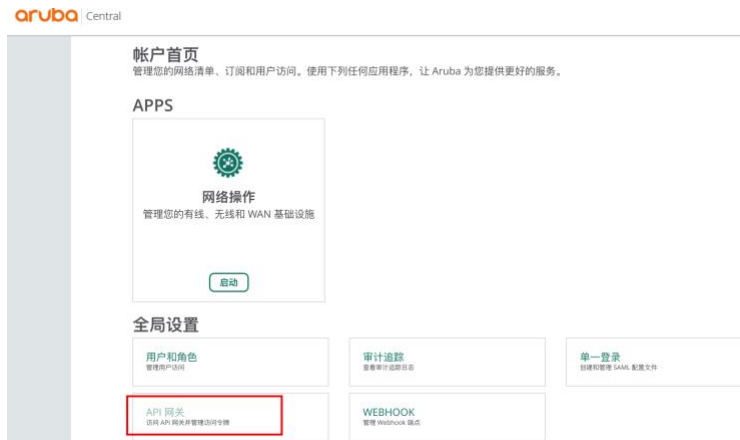 aruba Central
帐户首页
管理您的网络清单、订阅和用户访问。使用下列任何应用程序，让 Aruba 为您提供更好的服务。
APPS
网络操作
管理您的有线、无线和 WAN 基础设施
启动
全局设置
用户和角色
管理用户访问
审计追踪
查看审计追踪日志
单一登录
创建和管理 SAML 配置文件
API 网关
访问 API 网关并管理访问令牌
WEBHOOK
管理 Webhook 端点